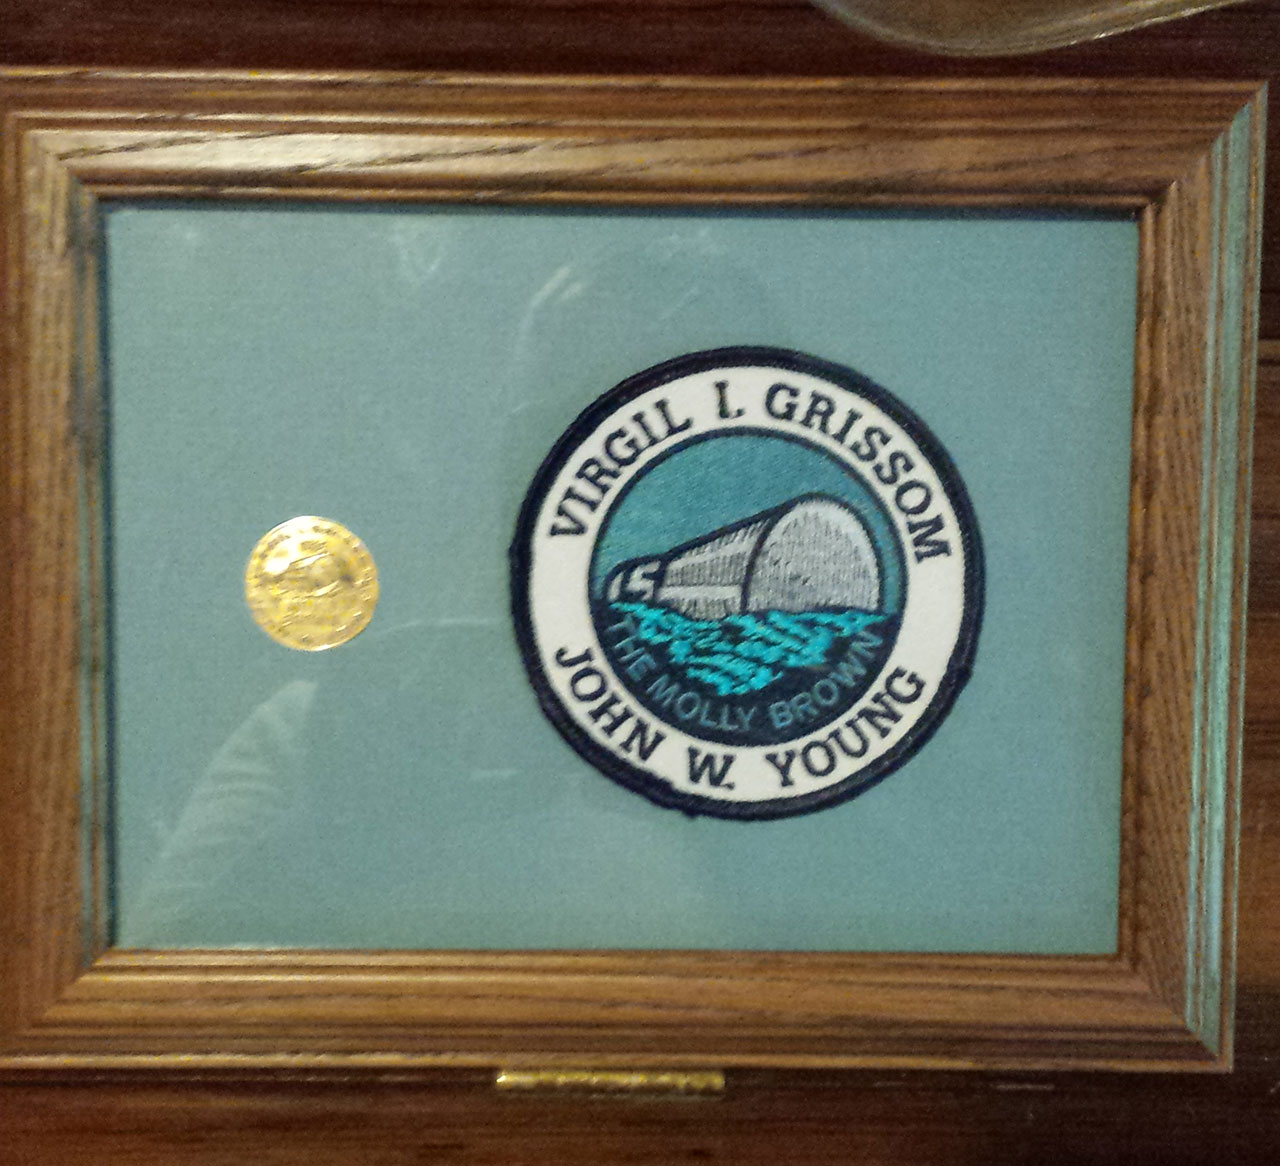 VIRGIL I. GRISSOM
THE MOLLY BROWN
JOHN W. YOUNG